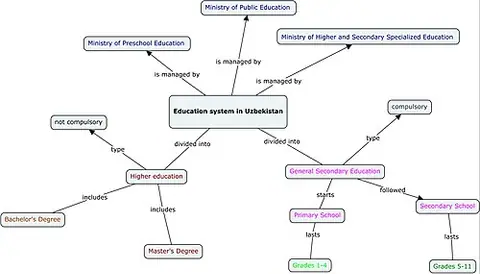 Ministry of Public Education
Ministry of Preschool Education
Ministry of Higher and Secondary Specialized Education
is managed by
is managed by
is managed by
Education system in Uzbekistan
not compulsory
compulsory
divided into
divided into
type
type
Higher education
General Secondary Education
includes
includes
starts
followed
Bachelor's Degree
Primary School
Secondary School
lasts
lasts
Master's Degree
Grades 1-4
Grades 5-11